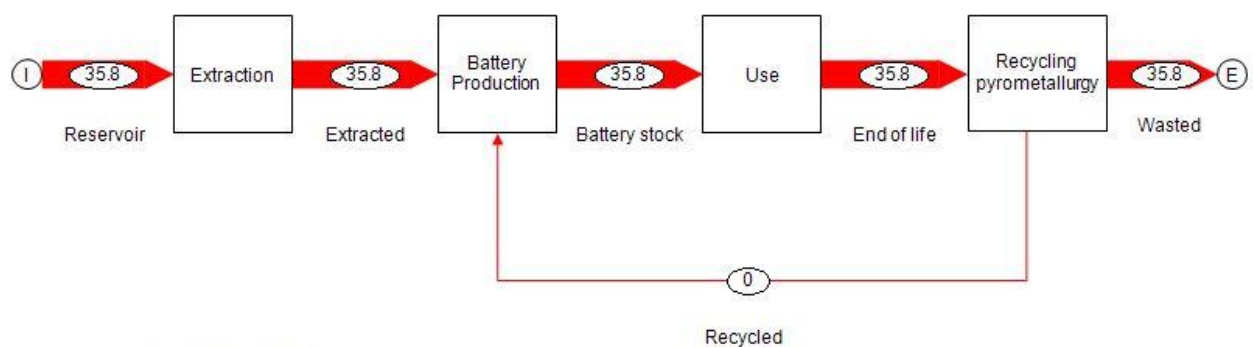 I
35.8
Extraction
35.8
Battery
Production
35.8
Use
35.8
Recycling
pyrometallurgy
35.8
E
Reservoir
Extracted
Battery stock
End of life
Wasted
0
Recycled